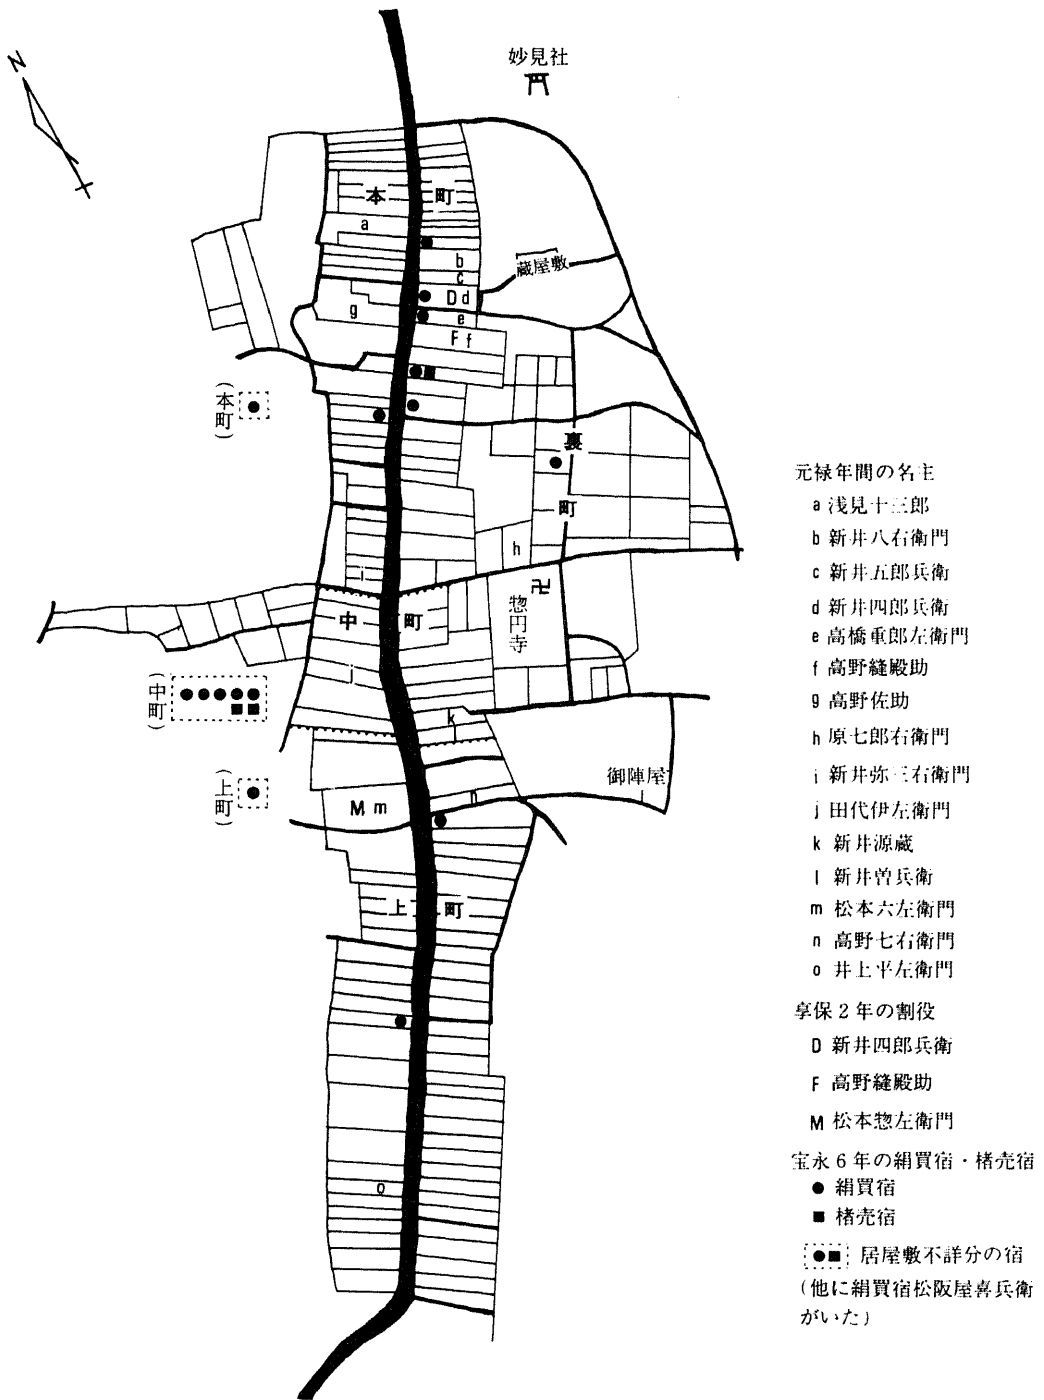 N
妙見社
本町
a
b
c
D d
e
F f
g
蔵屋敷
(本町)
裏町
h
i
中町
惣円寺
卍
j
(中町)
k
l
御陣屋
(上町)
M m
n
上町
o
元禄年間の名主
a 浅見十三郎
b 新井八右衛門
c 新井五郎兵衛
d 新井四郎兵衛
e 高橋重郎左衛門
f 高野縫殿助
g 高野佐助
h 原七郎右衛門
i 新井弥三右衛門
j 田代伊左衛門
k 新井源蔵
l 新井曽兵衛
m 松本六左衛門
n 高野七右衛門
o 井上平左衛門
享保2年の割役
D 新井四郎兵衛
F 高野縫殿助
M 松本惣左衛門
宝永6年の絹買宿・楮売宿
● 絹買宿
■ 楮売宿
●■ 居屋敷不詳分の宿
(他に絹買宿松阪屋喜兵衛
がいた)